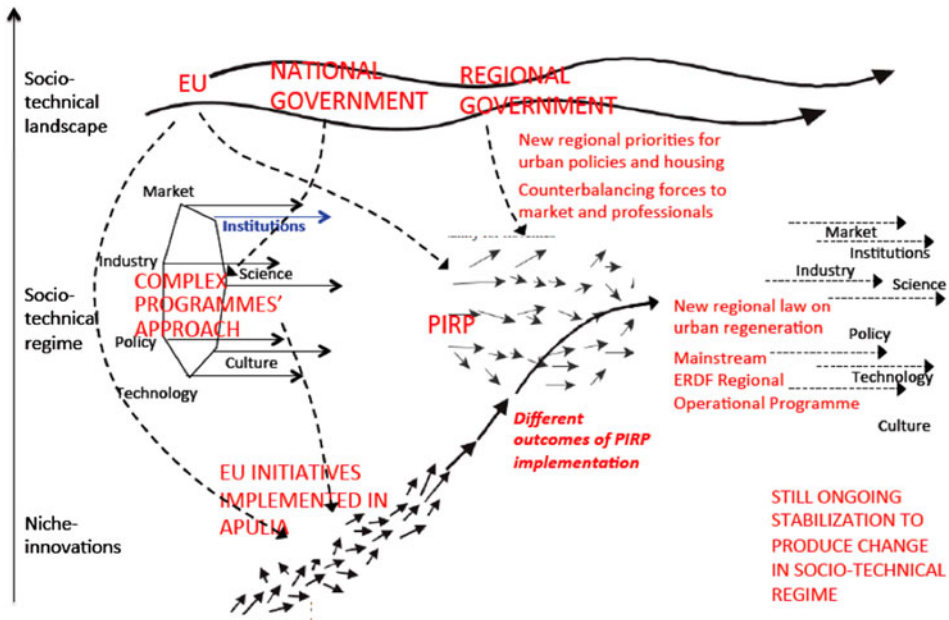 Socio-
technical
landscape
EU
NATIONAL
GOVERNMENT
REGIONAL
GOVERNMENT
New regional priorities for
urban policies and housing
Counterbalancing forces to
market and professionals
Socio-
technical
regime
Market
Institutions
Industry
Science
COMPLEX
PROGRAMMES’
APPROACH
Policy
Culture
Technology
PIRP
Different
outcomes of PIRP
implementation
New regional law on
urban regeneration
Mainstream
ERDF Regional
Operational Programme
Market
Institutions
Industry
Science
Policy
Technology
Culture
Niche-
innovations
EU INITIATIVES
IMPLEMENTED IN
APULIA
STILL ONGOING
STABILIZATION TO
PRODUCE CHANGE
IN SOCIO-TECHNICAL
REGIME